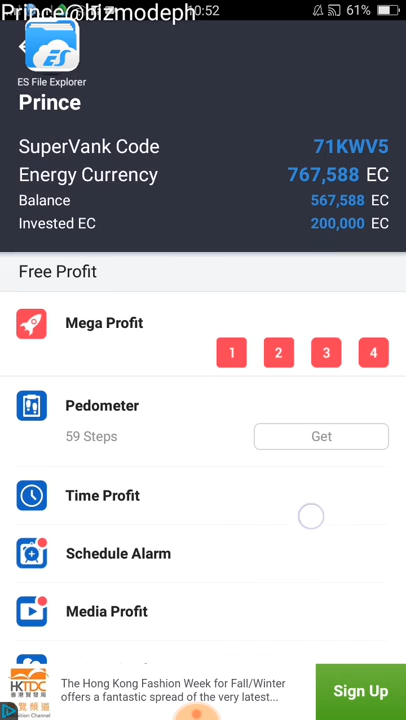 Prince@bizmodeph
10:52
61%
ES
ES File Explorer
Prince
SuperVank Code 71KWV5
Energy Currency 767,588 EC
Balance 567,588 EC
Invested EC 200,000 EC
Free Profit
Mega Profit
1 2 3 4
Pedometer
59 Steps Get
Time Profit
Schedule Alarm
Media Profit
HKTDC
The Hong Kong Fashion Week for Fall/Winter
offers a fantastic spread of the very latest...
Sign Up